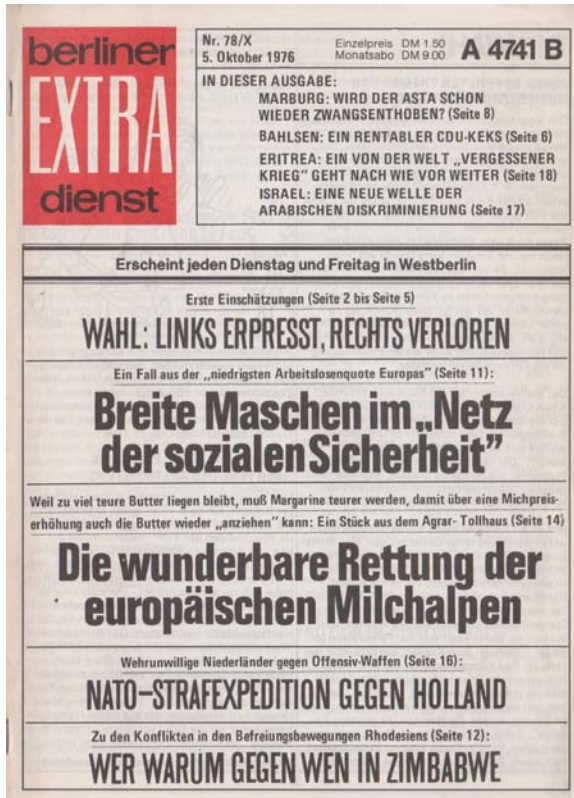 berliner
EXTRA
dienst
Nr. 78/X
5. Oktober 1976
Einzelpreis DM 1.50
Monatsabo DM 9.00
A 4741 B
IN DIESER AUSGABE:
MARBURG: WIRD DER ASTA SCHON
WIEDER ZWANGSENTHOBEN? (Seite 8)
BAHLSEN: EIN RENTABLER CDU-KEKS (Seite 6)
ERITREA: EIN VON DER WELT „VERGESSENER
KRIEG" GEHT NACH WIE VOR WEITER (Seite 18)
ISRAEL: EINE NEUE WELLE DER
ARABISCHEN DISKRIMINIERUNG (Seite 17)
Erscheint jeden Dienstag und Freitag in Westberlin
Erste Einschätzungen (Seite 2 bis Seite 5)
WAHL: LINKS ERPRESST, RECHTS VERLOREN
Ein Fall aus der „niedrigsten Arbeitslosenquote Europas" (Seite 11):
Breite Maschen im „Netz
der sozialen Sicherheit"
Weil zu viel teure Butter liegen bleibt, muß Margarine teurer werden, damit über eine Michpreis-
erhöhung auch die Butter wieder „anziehen" kann: Ein Stück aus dem Agrar- Tollhaus (Seite 14)
Die wunderbare Rettung der
europäischen Milchalpen
Wehrunwillige Niederländer gegen Offensiv-Waffen (Seite 16):
NATO-STRAFEXPEDITION GEGEN HOLLAND
Zu den Konflikten in den Befreiungsbewegungen Rhodesiens (Seite 12):
WER WARUM GEGEN WEN IN ZIMBABWE